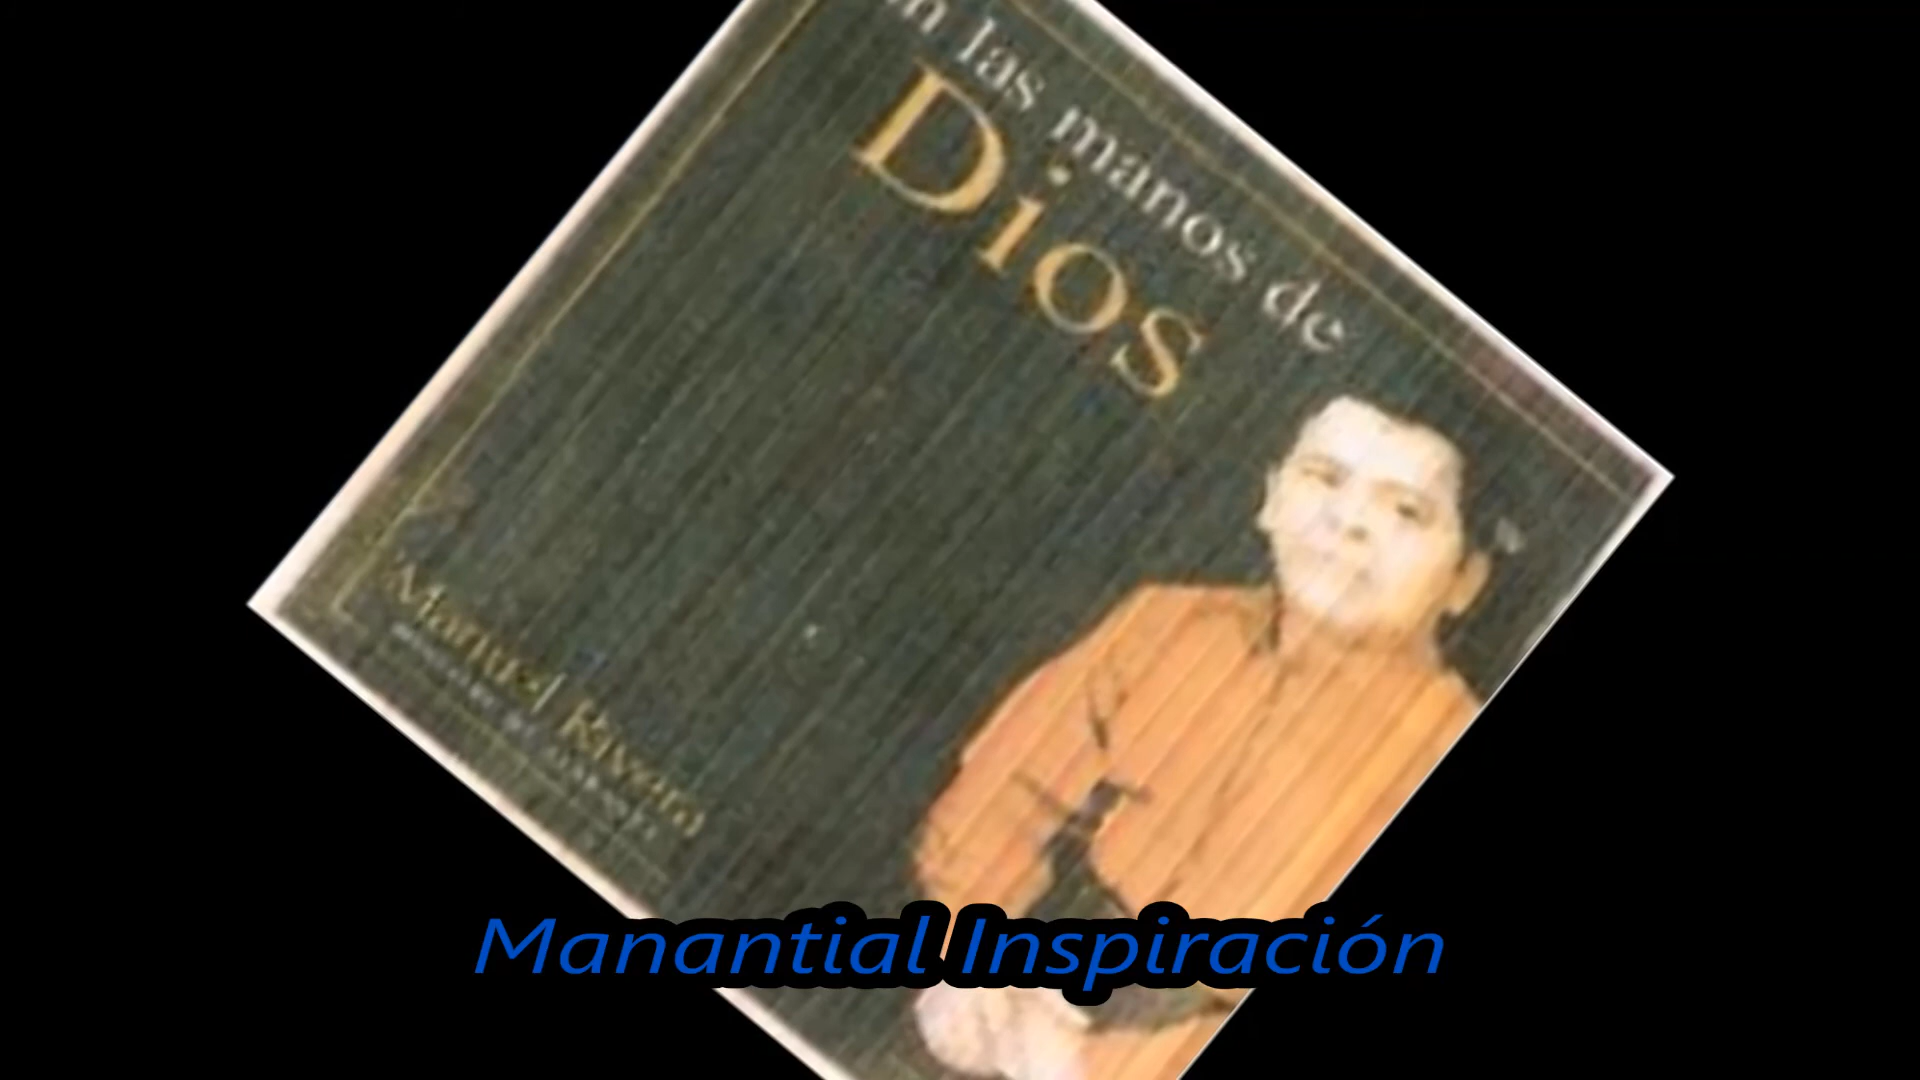 n las manos de
Dios
Manuel Rivera
Manantial Inspiración